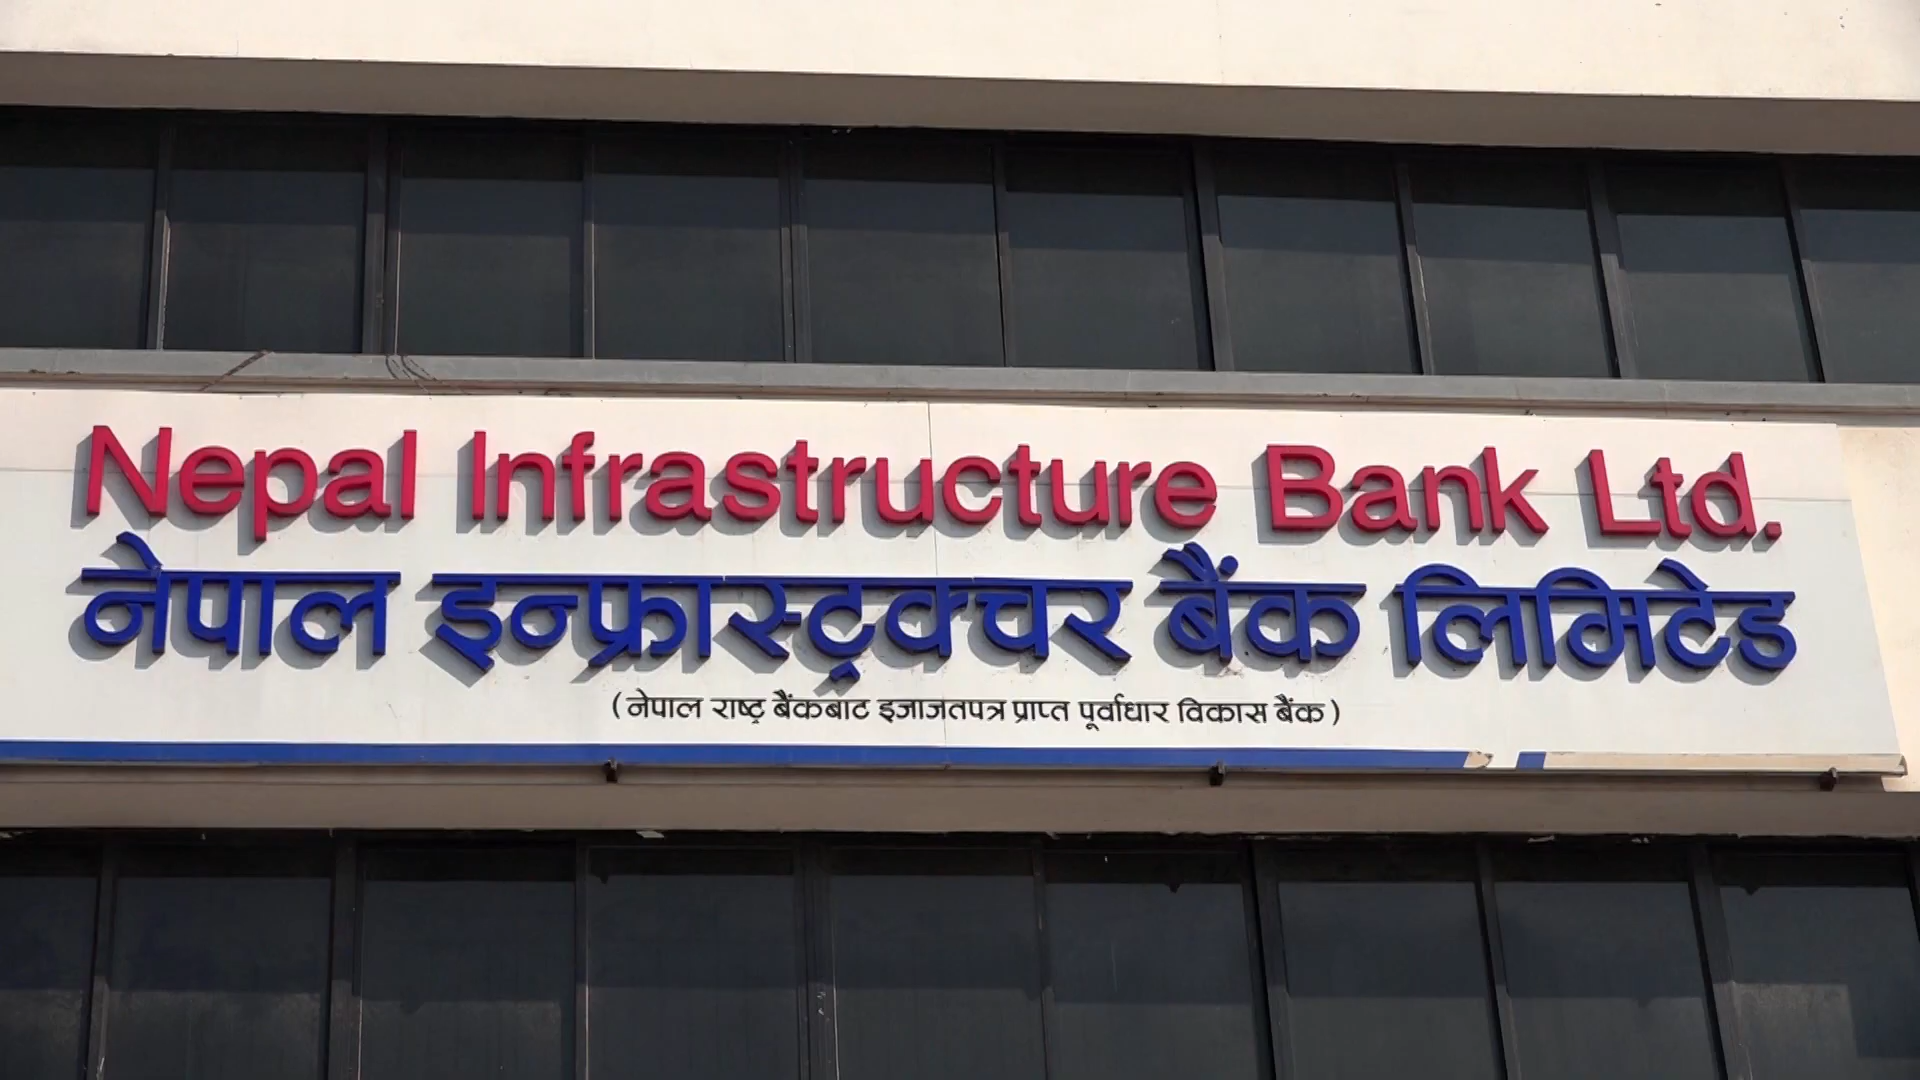 Nepal Infrastructure Bank Ltd.
नेपाल इन्फ्रास्ट्रक्चर बैंक लिमिटेड
(नेपाल राष्ट्र बैंकबाट इजाजतपत्र प्राप्त पूर्वाधार विकास बैंक)